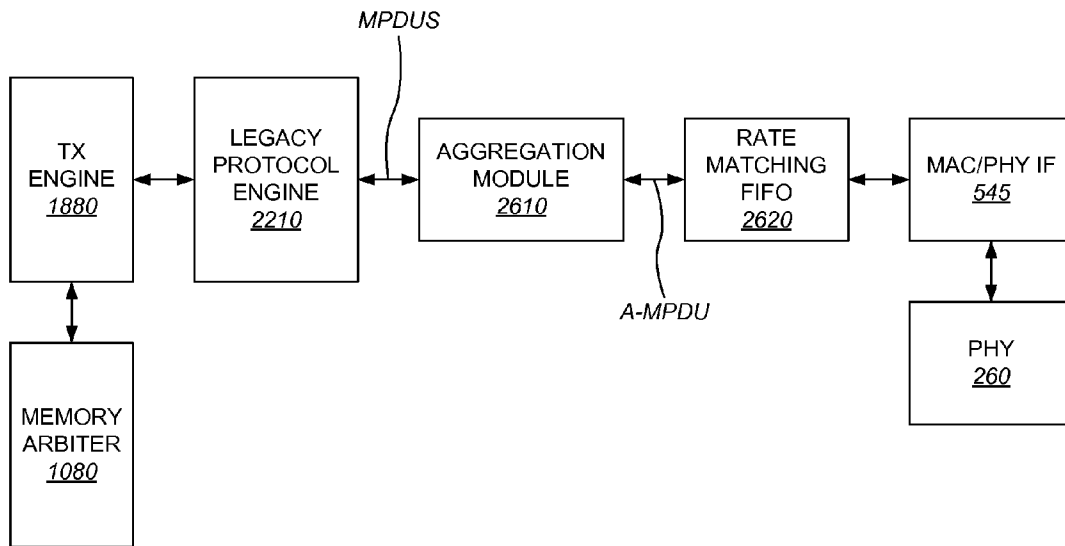 MPDUS
TX
ENGINE
1880
LEGACY
PROTOCOL
ENGINE
2210
AGGREGATION
MODULE
2610
RATE
MATCHING
FIFO
2620
MAC/PHY IF
545
A-MPDU
PHY
260
MEMORY
ARBITER
1080